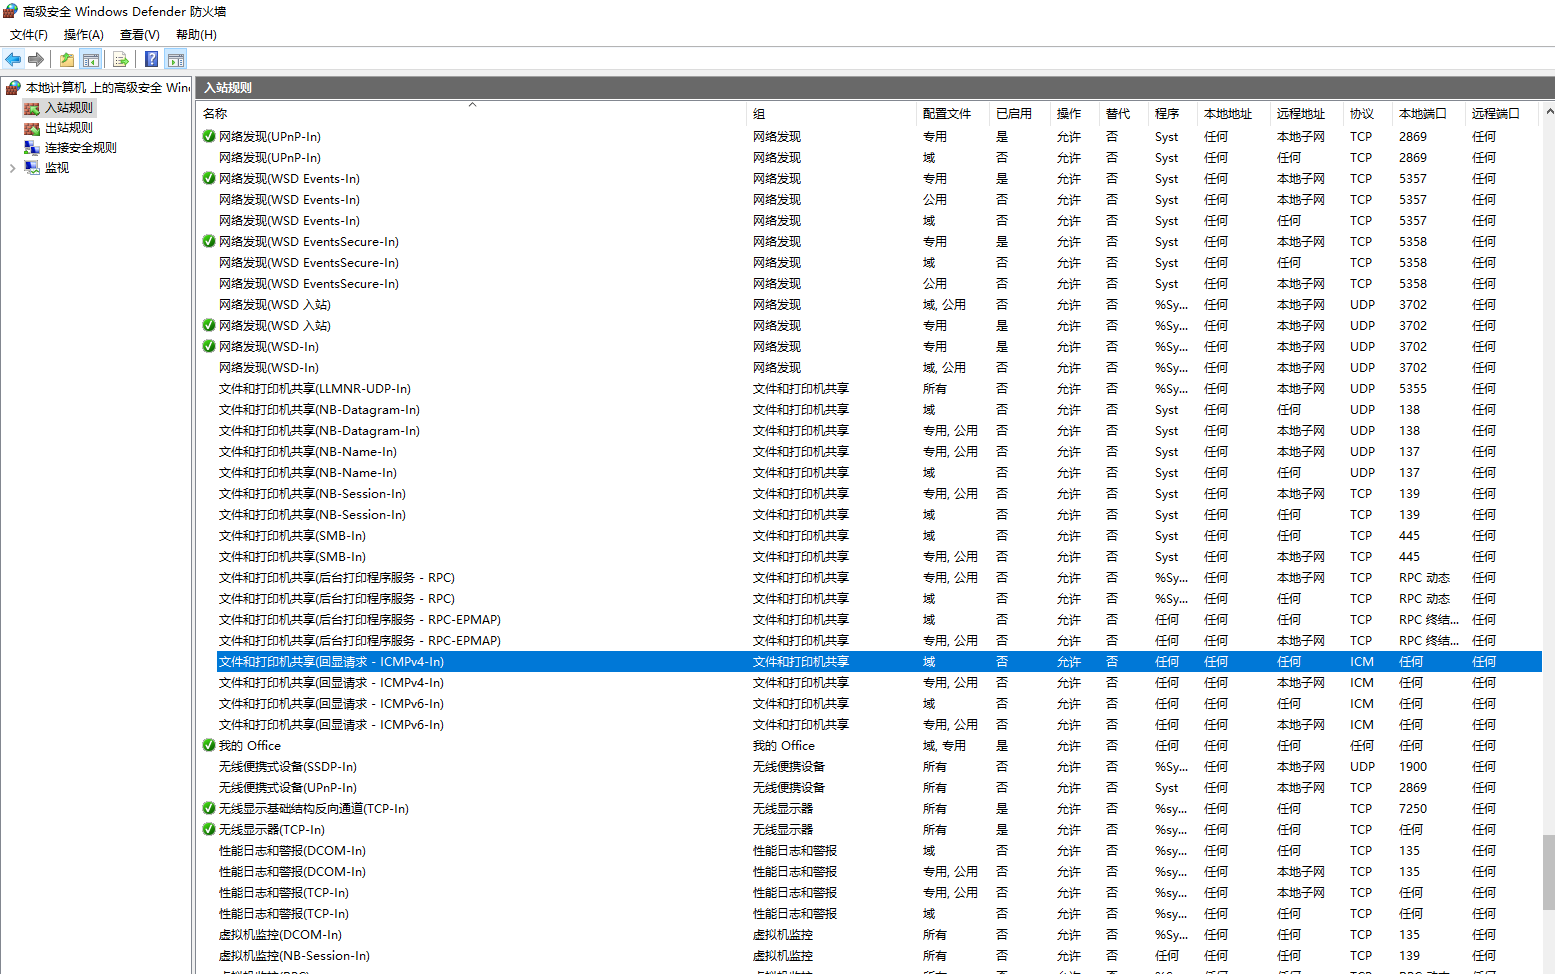 高级安全 Windows Defender 防火墙
文件(F) 操作(A) 查看(V) 帮助(H)
本地计算机 上的高级安全 Win
入站规则
出站规则
连接安全规则
监视
入站规则
名称 组 配置文件 已启用 操作 替代 程序 本地地址 远程地址 协议 本地端口 远程端口
网络发现(UPnP-In) 网络发现 专用 是 允许 否 Syst 任何 本地子网 TCP 2869 任何
网络发现(UPnP-In) 网络发现 域 否 允许 否 Syst 任何 任何 TCP 2869 任何
网络发现(WSD Events-In) 网络发现 专用 是 允许 否 Syst 任何 本地子网 TCP 5357 任何
网络发现(WSD Events-In) 网络发现 公用 否 允许 否 Syst 任何 本地子网 TCP 5357 任何
网络发现(WSD Events-In) 网络发现 域 否 允许 否 Syst 任何 任何 TCP 5357 任何
网络发现(WSD EventsSecure-In) 网络发现 专用 是 允许 否 Syst 任何 本地子网 TCP 5358 任何
网络发现(WSD EventsSecure-In) 网络发现 域 否 允许 否 Syst 任何 任何 TCP 5358 任何
网络发现(WSD EventsSecure-In) 网络发现 公用 否 允许 否 Syst 任何 本地子网 TCP 5358 任何
网络发现(WSD 入站) 网络发现 域, 公用 否 允许 否 %Sy... 任何 本地子网 UDP 3702 任何
网络发现(WSD 入站) 网络发现 专用 是 允许 否 %Sy... 任何 本地子网 UDP 3702 任何
网络发现(WSD-In) 网络发现 专用 是 允许 否 %Sy... 任何 本地子网 UDP 3702 任何
网络发现(WSD-In) 网络发现 域, 公用 否 允许 否 %Sy... 任何 本地子网 UDP 3702 任何
文件和打印机共享(LLMNR-UDP-In) 文件和打印机共享 所有 否 允许 否 %Sy... 任何 本地子网 UDP 5355 任何
文件和打印机共享(NB-Datagram-In) 文件和打印机共享 域 否 允许 否 Syst 任何 任何 UDP 138 任何
文件和打印机共享(NB-Datagram-In) 文件和打印机共享 专用, 公用 否 允许 否 Syst 任何 本地子网 UDP 138 任何
文件和打印机共享(NB-Name-In) 文件和打印机共享 专用, 公用 否 允许 否 Syst 任何 本地子网 UDP 137 任何
文件和打印机共享(NB-Name-In) 文件和打印机共享 域 否 允许 否 Syst 任何 任何 UDP 137 任何
文件和打印机共享(NB-Session-In) 文件和打印机共享 专用, 公用 否 允许 否 Syst 任何 本地子网 TCP 139 任何
文件和打印机共享(NB-Session-In) 文件和打印机共享 域 否 允许 否 Syst 任何 任何 TCP 139 任何
文件和打印机共享(SMB-In) 文件和打印机共享 域 否 允许 否 Syst 任何 任何 TCP 445 任何
文件和打印机共享(SMB-In) 文件和打印机共享 专用, 公用 否 允许 否 Syst 任何 本地子网 TCP 445 任何
文件和打印机共享(后台打印程序服务 - RPC) 文件和打印机共享 专用, 公用 否 允许 否 %Sy... 任何 本地子网 TCP RPC 动态 任何
文件和打印机共享(后台打印程序服务 - RPC) 文件和打印机共享 域 否 允许 否 %Sy... 任何 任何 TCP RPC 动态 任何
文件和打印机共享(后台打印程序服务 - RPC-EPMAP) 文件和打印机共享 域 否 允许 否 任何 任何 任何 TCP RPC 终结... 任何
文件和打印机共享(后台打印程序服务 - RPC-EPMAP) 文件和打印机共享 专用, 公用 否 允许 否 任何 任何 本地子网 TCP RPC 终结... 任何
文件和打印机共享(回显请求 - ICMPv4-In) 文件和打印机共享 域 否 允许 否 任何 任何 任何 ICM 任何 任何
文件和打印机共享(回显请求 - ICMPv4-In) 文件和打印机共享 专用, 公用 否 允许 否 任何 任何 本地子网 ICM 任何 任何
文件和打印机共享(回显请求 - ICMPv6-In) 文件和打印机共享 域 否 允许 否 任何 任何 任何 ICM 任何 任何
文件和打印机共享(回显请求 - ICMPv6-In) 文件和打印机共享 专用, 公用 否 允许 否 任何 任何 本地子网 ICM 任何 任何
我的 Office 我的 Office 域, 专用 是 允许 否 任何 任何 任何 任何 任何 任何
无线便携式设备(SSDP-In) 无线便携设备 所有 否 允许 否 %Sy... 任何 本地子网 UDP 1900 任何
无线便携式设备(UPnP-In) 无线便携设备 所有 否 允许 否 Syst 任何 本地子网 TCP 2869 任何
无线显示基础结构反向通道(TCP-In) 无线显示器 所有 是 允许 否 %sy... 任何 任何 TCP 7250 任何
无线显示器(TCP-In) 无线显示器 所有 是 允许 否 %sy... 任何 任何 TCP 任何 任何
性能日志和警报(DCOM-In) 性能日志和警报 域 否 允许 否 %sy... 任何 任何 TCP 135 任何
性能日志和警报(DCOM-In) 性能日志和警报 专用, 公用 否 允许 否 %sy... 任何 本地子网 TCP 135 任何
性能日志和警报(TCP-In) 性能日志和警报 专用, 公用 否 允许 否 %sy... 任何 本地子网 TCP 任何 任何
性能日志和警报(TCP-In) 性能日志和警报 域 否 允许 否 %sy... 任何 任何 TCP 任何 任何
虚拟机监控(DCOM-In) 虚拟机监控 所有 否 允许 否 %Sy... 任何 任何 TCP 135 任何
虚拟机监控(NB-Session-In) 虚拟机监控 所有 否 允许 否 任何 任何 任何 TCP 139 任何